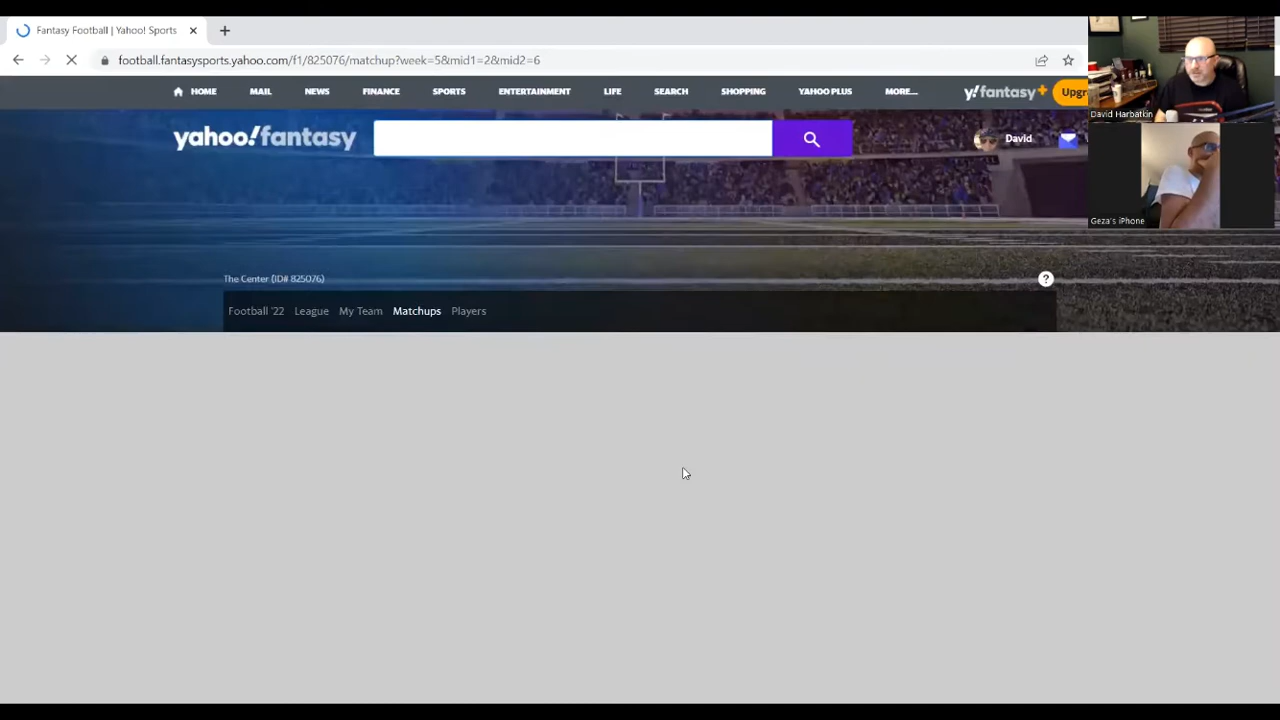 Fantasy Football | Yahoo! Sports
football.fantasysports.yahoo.com/f1/825076/matchup?week=5&mid1=2&mid2=6
HOME MAIL NEWS FINANCE SPORTS ENTERTAINMENT LIFE SEARCH SHOPPING YAHOO PLUS MORE... y!fantasy+ Upgr
yahoo!fantasy David
David Harbatkin
Geza's iPhone
The Center (ID# 825076) ?
Football '22 League My Team Matchups Players